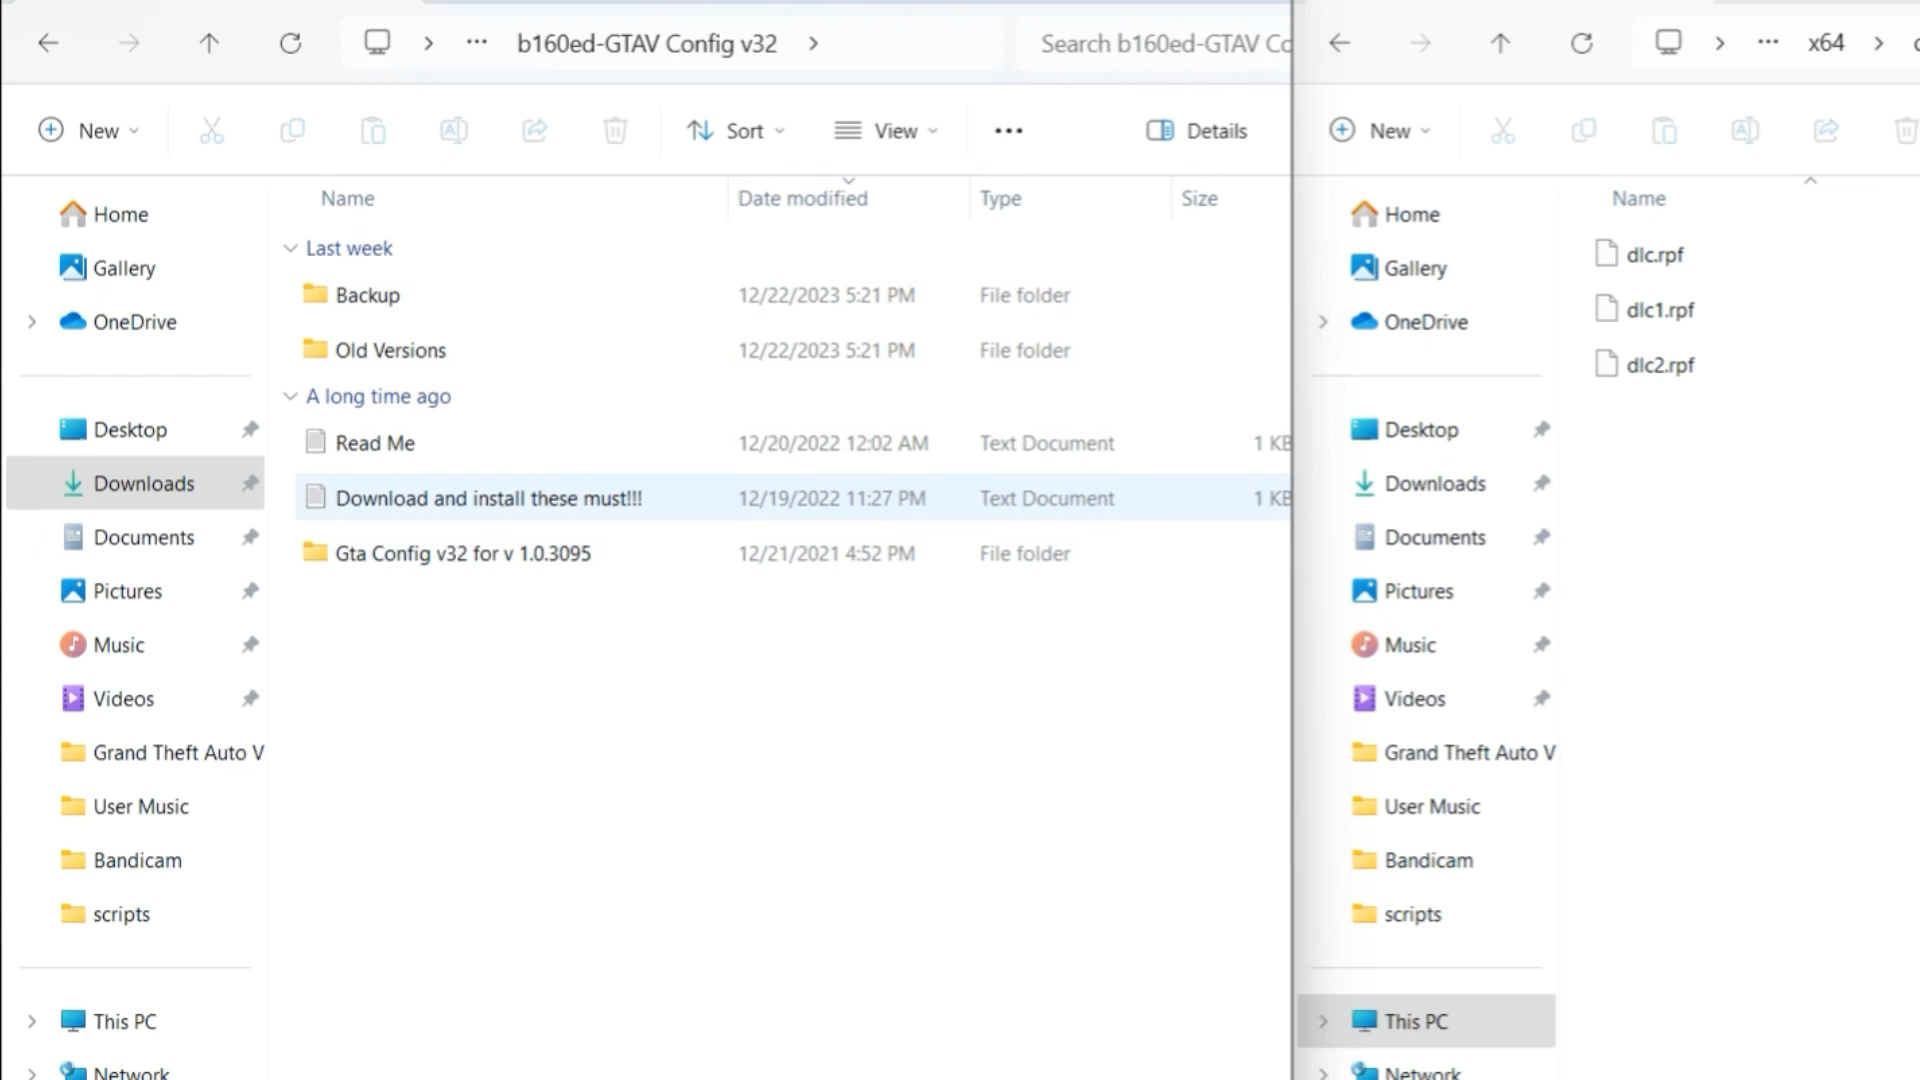 b160ed-GTAV Config v32
Search b160ed-GTAV Co
New
Sort
View
Details
Name
Date modified
Type
Size
Home
Gallery
OneDrive
Desktop
Downloads
Documents
Pictures
Music
Videos
Grand Theft Auto V
User Music
Bandicam
scripts
This PC
Network
Last week
Backup 12/22/2023 5:21 PM File folder
Old Versions 12/22/2023 5:21 PM File folder
A long time ago
Read Me 12/20/2022 12:02 AM Text Document 1 KB
Download and install these must!!! 12/19/2022 11:27 PM Text Document 1 KB
Gta Config v32 for v 1.0.3095 12/21/2021 4:52 PM File folder
x64
New
Name
Home
Gallery
OneDrive
Desktop
Downloads
Documents
Pictures
Music
Videos
Grand Theft Auto V
User Music
Bandicam
scripts
This PC
Network
dlc.rpf
dlc1.rpf
dlc2.rpf